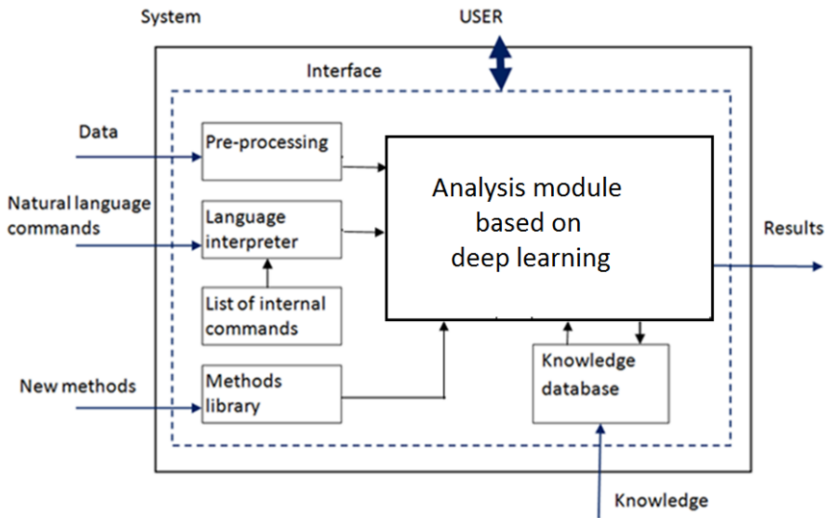 System
USER
Interface
Data
Pre-processing
Analysis module
based on
deep learning
Natural language
commands
Language
interpreter
Results
List of internal
commands
New methods
Methods
library
Knowledge
database
Knowledge